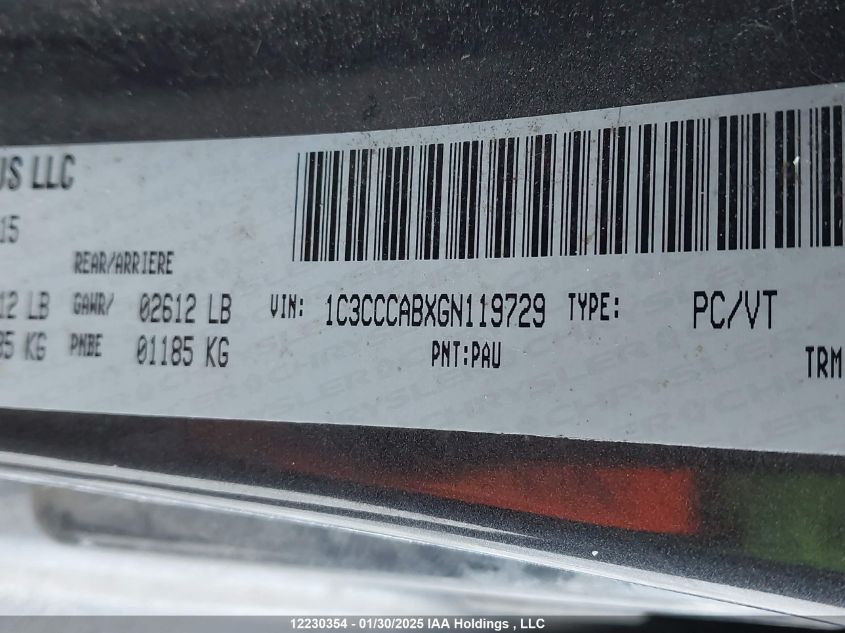 US LLC
15
REAR/ARRIERE
12 LB GAWR/ 02612 LB VIN: 1C3CCCABXGN119729 TYPE: PC/VT
85 KG PNBE 01185 KG PNT:PAU TRM
CHRYSLER
12230354 - 01/30/2025 IAA Holdings , LLC